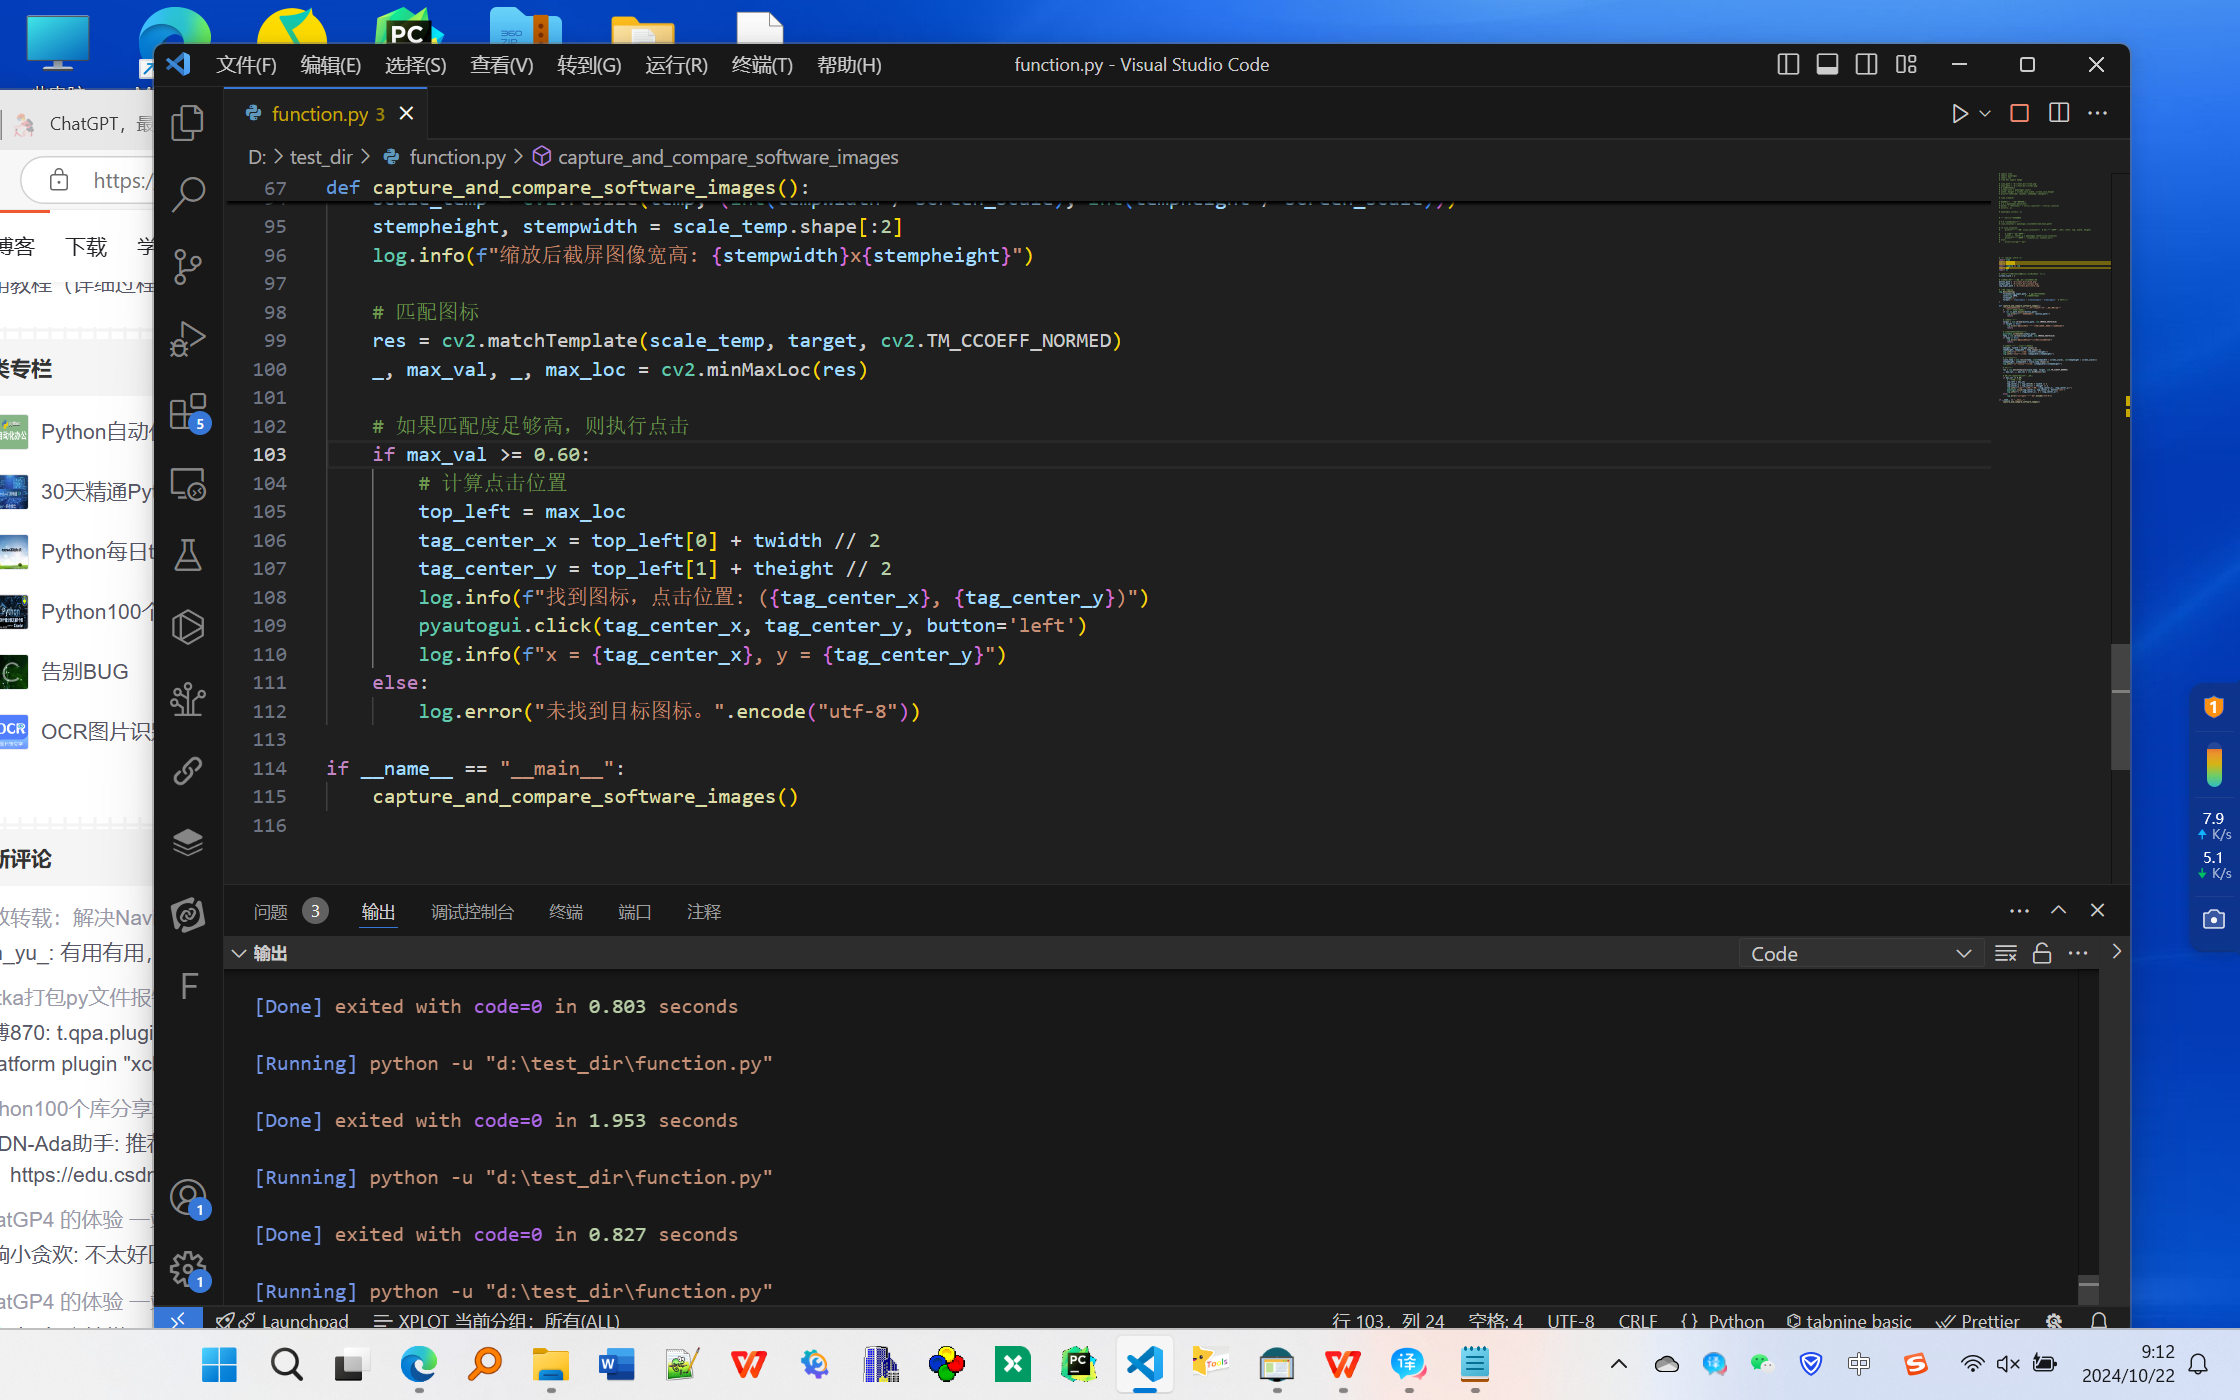 文件(F) 编辑(E) 选择(S) 查看(V) 转到(G) 运行(R) 终端(T) 帮助(H)
function.py - Visual Studio Code
PC
360
ZIP
ChatGPT，最
https:/
博客 下载 学
用教程（详细过程
类专栏
Python自动
30天精通Py
Python每日
Python100个
告别BUG
OCR图片识
新评论
转载：解决Nav
_yu_: 有用有用，
tka打包py文件报
博870: t.qpa.plugi
atform plugin "xc
hon100个库分享
DN-Ada助手: 推荐
https://edu.csdn
atGP4 的体验 一
响小贪欢: 不太好
atGP4 的体验 一
function.py 3
D: > test_dir > function.py > capture_and_compare_software_images
67 def capture_and_compare_software_images():
95 stempheight, stempwidth = scale_temp.shape[:2]
96 log.info(f"缩放后截屏图像宽高: {stempwidth}x{stempheight}")
97
98 # 匹配图标
99 res = cv2.matchTemplate(scale_temp, target, cv2.TM_CCOEFF_NORMED)
100 _, max_val, _, max_loc = cv2.minMaxLoc(res)
101
102 # 如果匹配度足够高，则执行点击
103 if max_val >= 0.60:
104 # 计算点击位置
105 top_left = max_loc
106 tag_center_x = top_left[0] + twidth // 2
107 tag_center_y = top_left[1] + theight // 2
108 log.info(f"找到图标，点击位置: ({tag_center_x}, {tag_center_y})")
109 pyautogui.click(tag_center_x, tag_center_y, button='left')
110 log.info(f"x = {tag_center_x}, y = {tag_center_y}")
111 else:
112 log.error("未找到目标图标。".encode("utf-8"))
113
114 if __name__ == "__main__":
115 capture_and_compare_software_images()
116
5
1
1
F
问题 3 输出 调试控制台 终端 端口 注释
输出
Code
[Done] exited with code=0 in 0.803 seconds
[Running] python -u "d:\test_dir\function.py"
[Done] exited with code=0 in 1.953 seconds
[Running] python -u "d:\test_dir\function.py"
[Done] exited with code=0 in 0.827 seconds
[Running] python -u "d:\test_dir\function.py"
Launchpad XPLOT 当前分组：所有(ALL)
行 103，列 24 空格: 4 UTF-8 CRLF {} Python tabnine basic Prettier
1
7.9
K/s
5.1
K/s
W PC Tools 译 中
9:12
2024/10/22